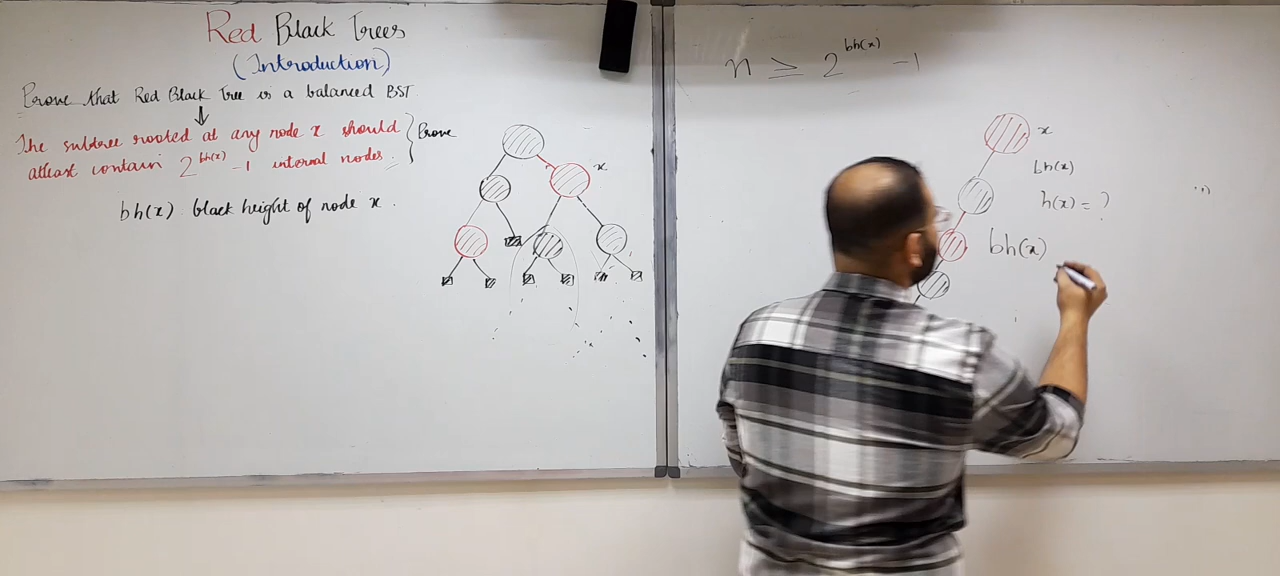 Red Black Trees
(Introduction)
Prove that Red Black Tree is a balanced BST.
The subtree rooted at any node x should
atleast contain 2^bh(x) - 1 internal nodes.
Prove
bh(x) black height of node x.
x
n ≥ 2^bh(x) - 1
x
bh(x)
h(x) = ?
bh(x)